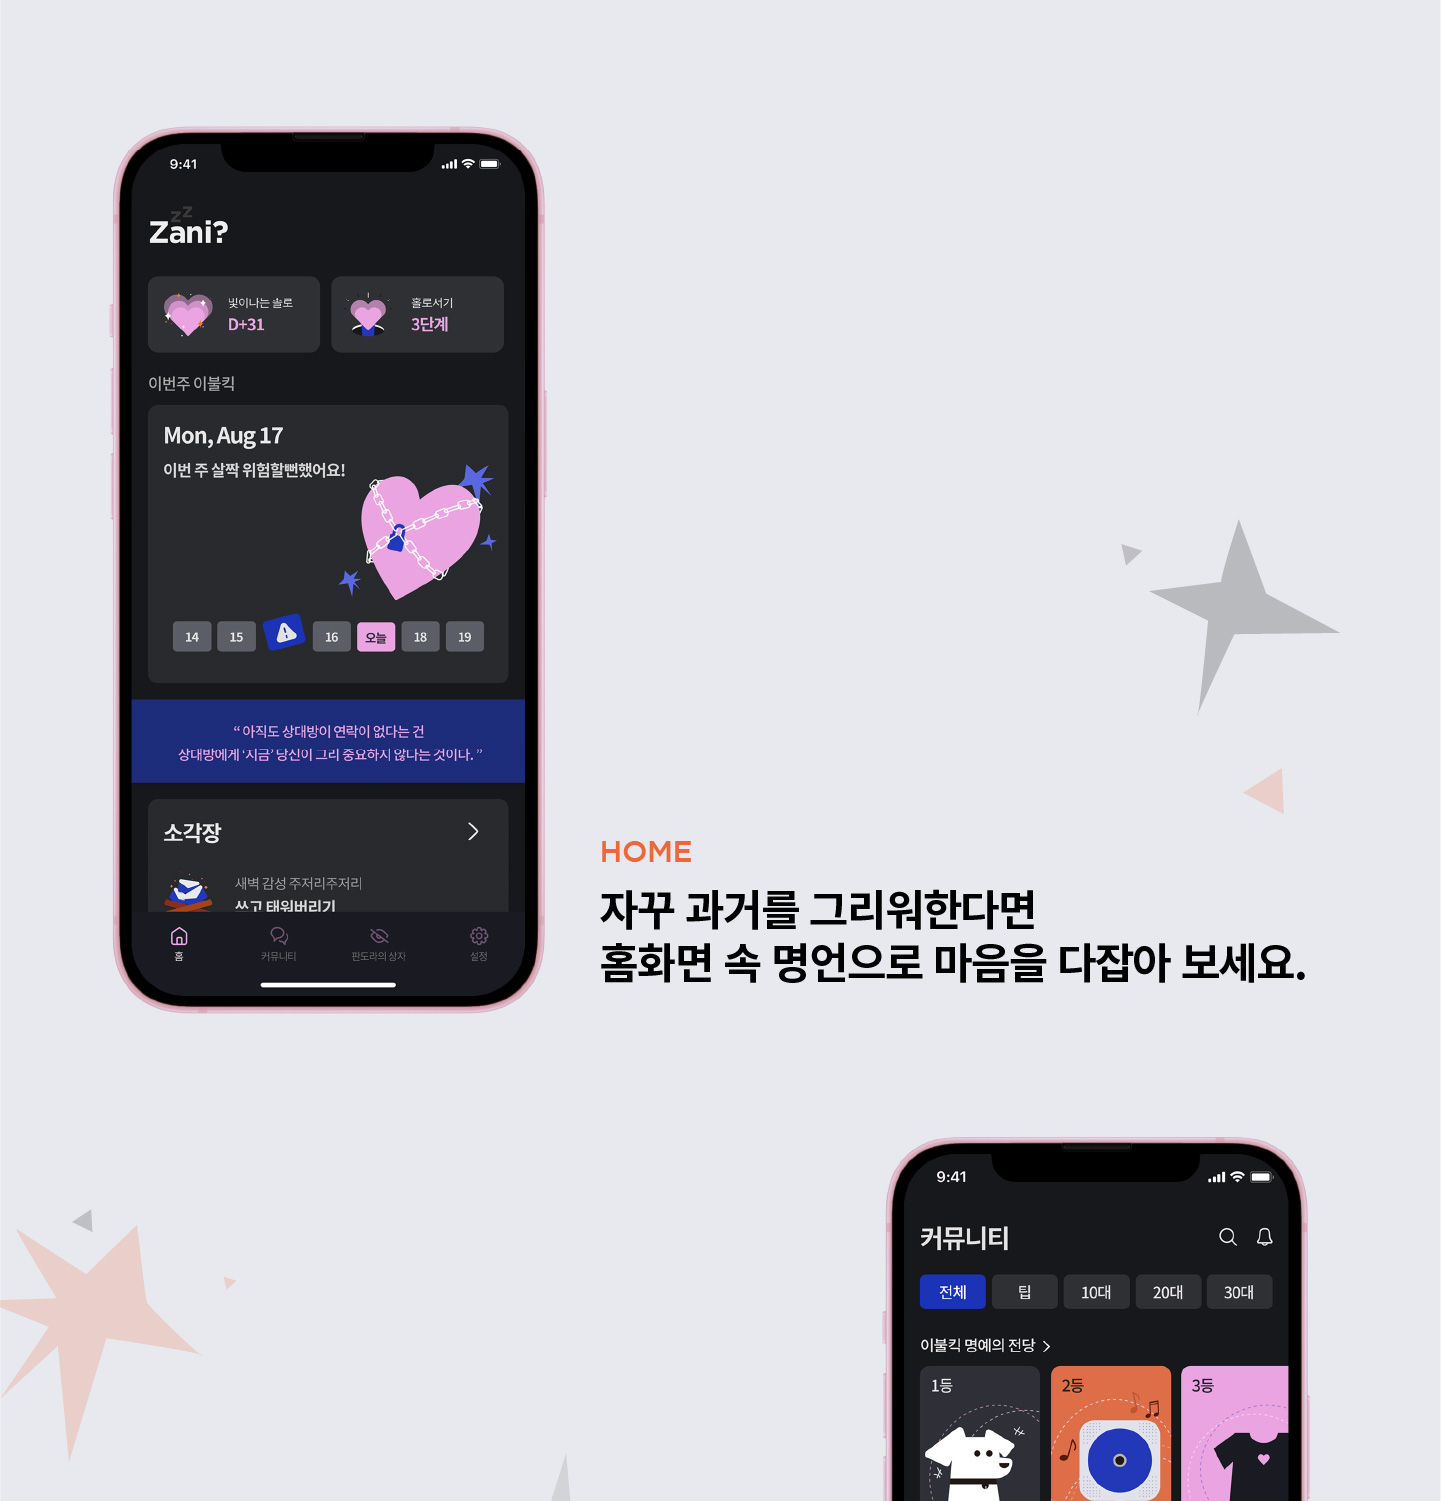 9:41
zz
Zani?
빛이나는 솔로
D+31
홀로서기
3단계
이번주 이불킥
Mon, Aug 17
이번 주 살짝 위험할뻔했어요!
14 15 16 오늘 18 19
“ 아직도 상대방이 연락이 없다는 건
상대방에게 ‘지금’ 당신이 그리 중요하지 않다는 것이다. ”
소각장
새벽 감성 주저리주저리
쓰고 태워버리기
홈 커뮤니티 판도라의 상자 설정
HOME
자꾸 과거를 그리워한다면
홈화면 속 명언으로 마음을 다잡아 보세요.
9:41
커뮤니티
전체 팁 10대 20대 30대
이불킥 명예의 전당
1등 2등 3등